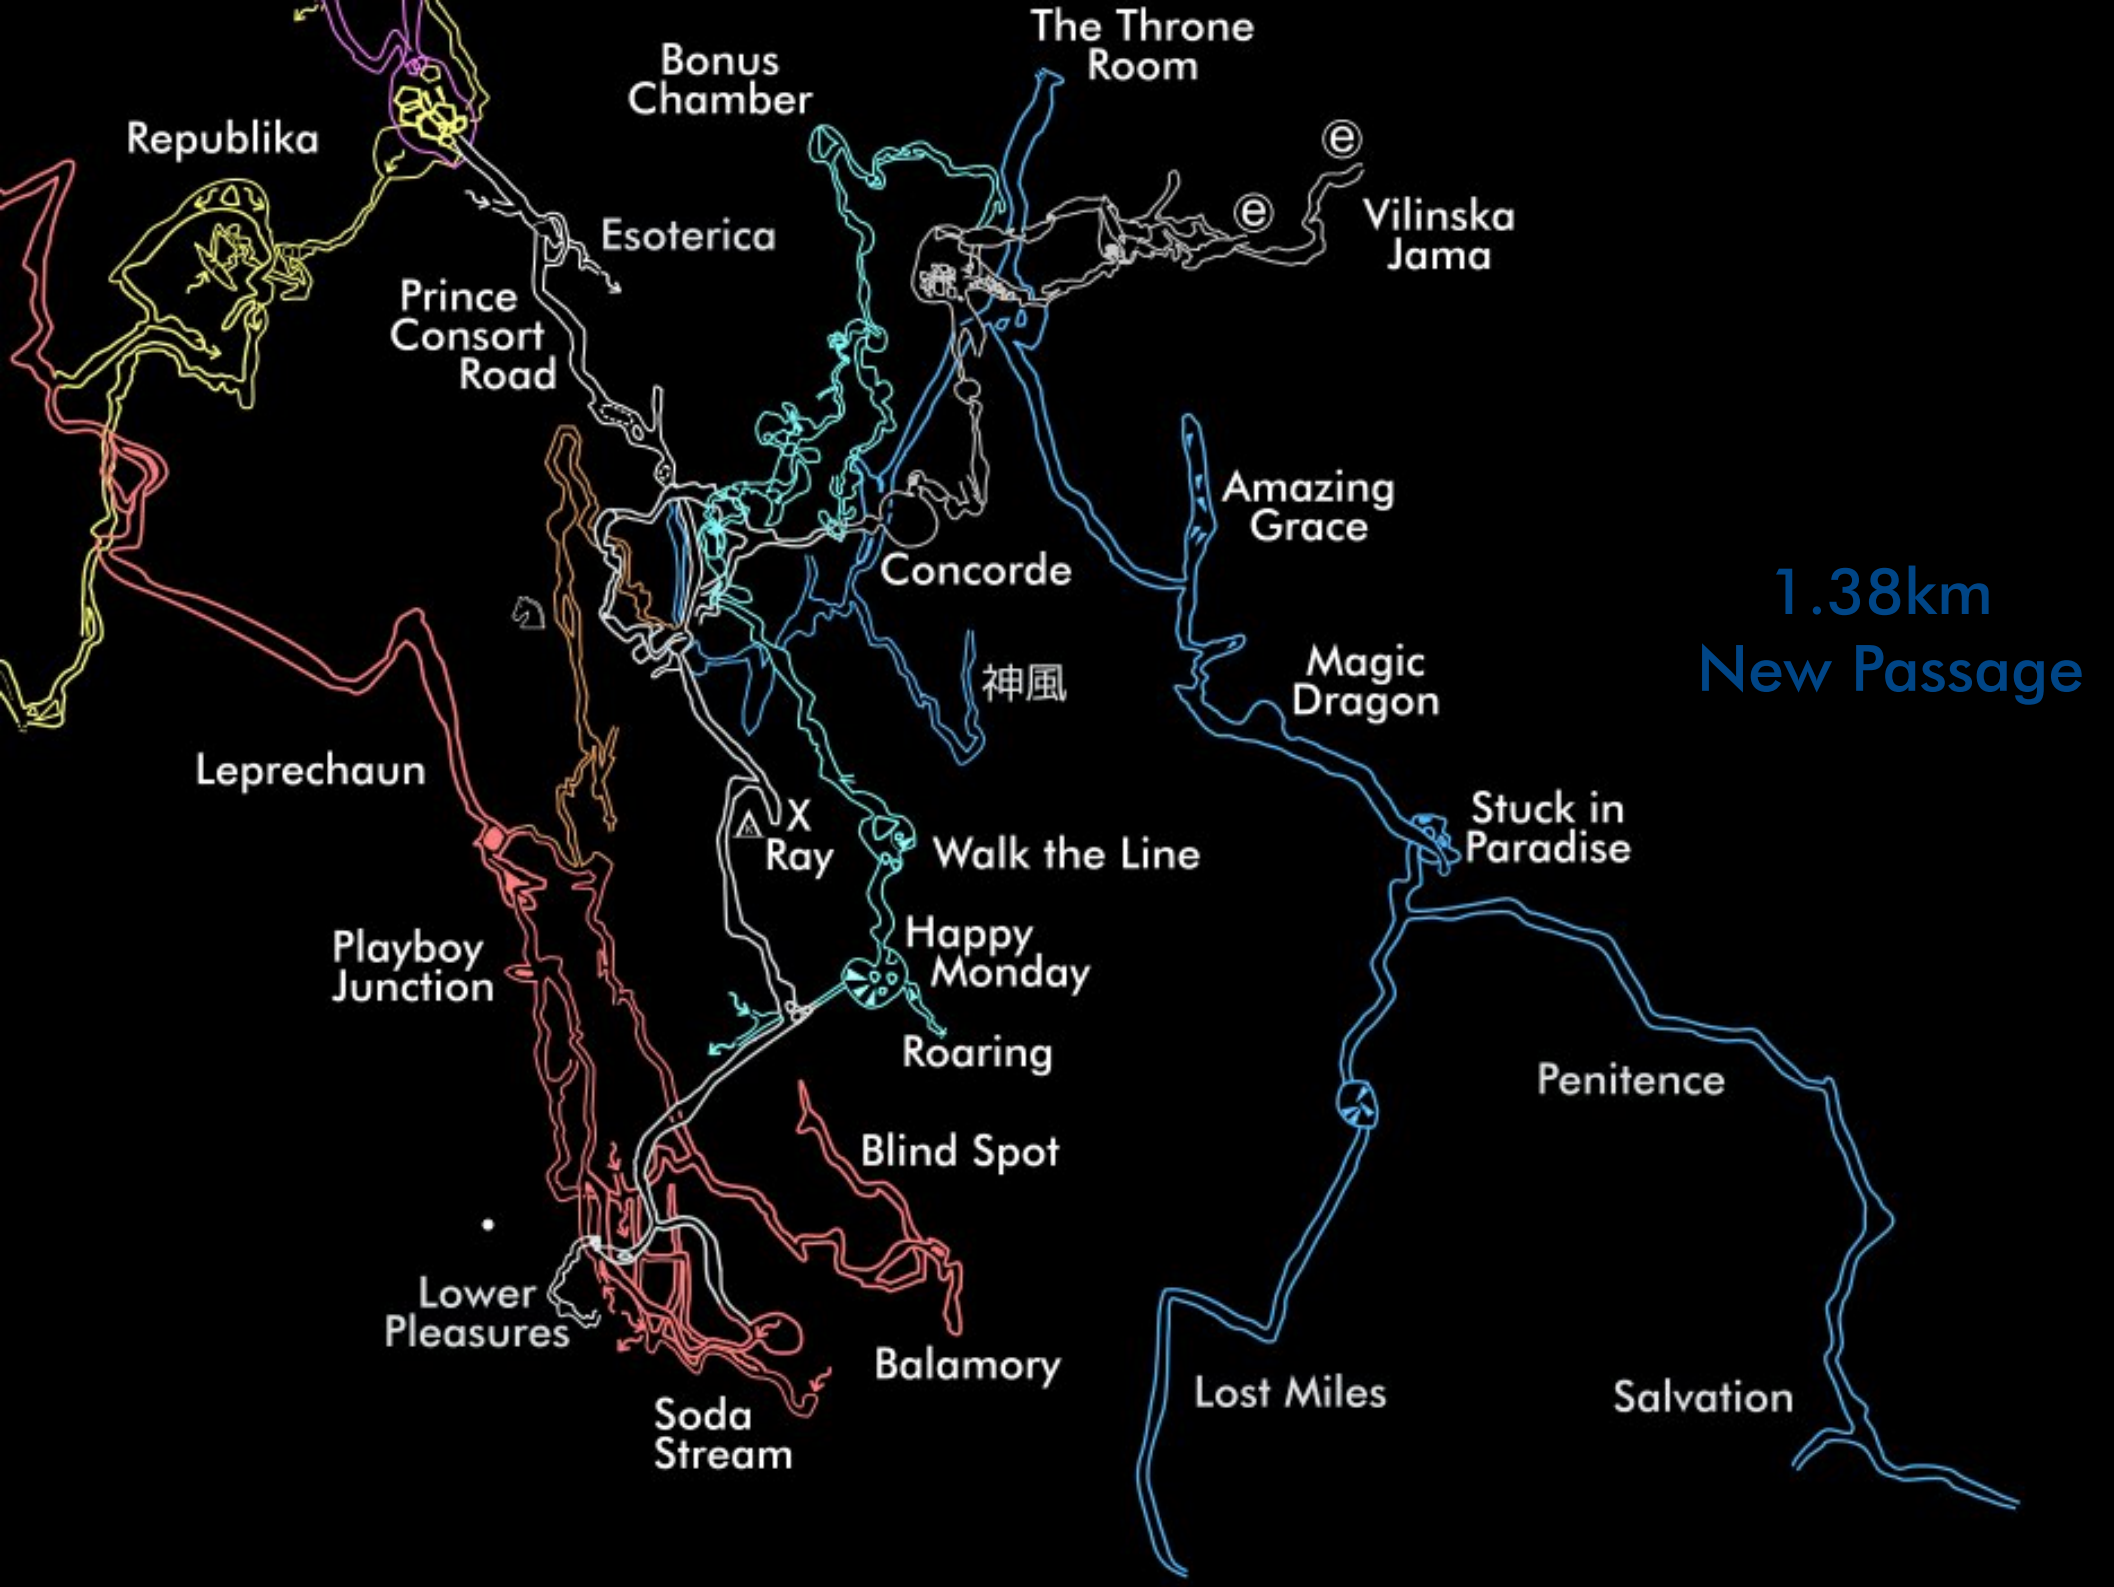 The Throne
Room
Bonus
Chamber
Republika
e
e
Vilinska
Jama
Esoterica
Prince
Consort
Road
Amazing
Grace
Concorde
1.38km
New Passage
神風
Magic
Dragon
Leprechaun
X
Ray
Stuck in
Paradise
Walk the Line
Playboy
Junction
Happy
Monday
Roaring
Penitence
Blind Spot
Lower
Pleasures
Balamory
Lost Miles
Salvation
Soda
Stream